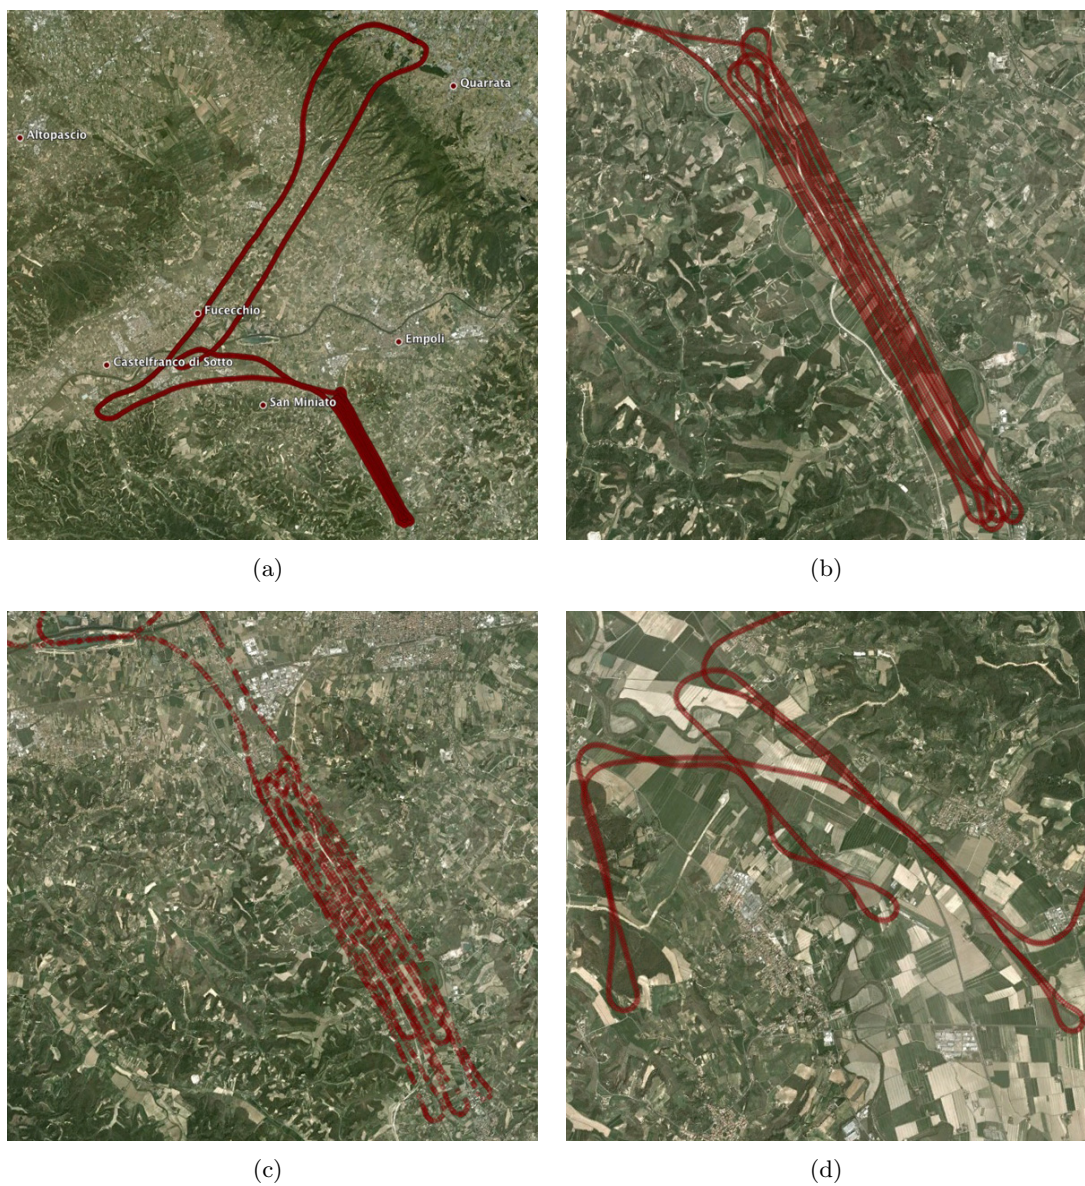 Quarrata
Altopascio
Fucecchio
Empoli
Castelfranco di Sotto
San Miniato
(a)
(b)
(c)
(d)